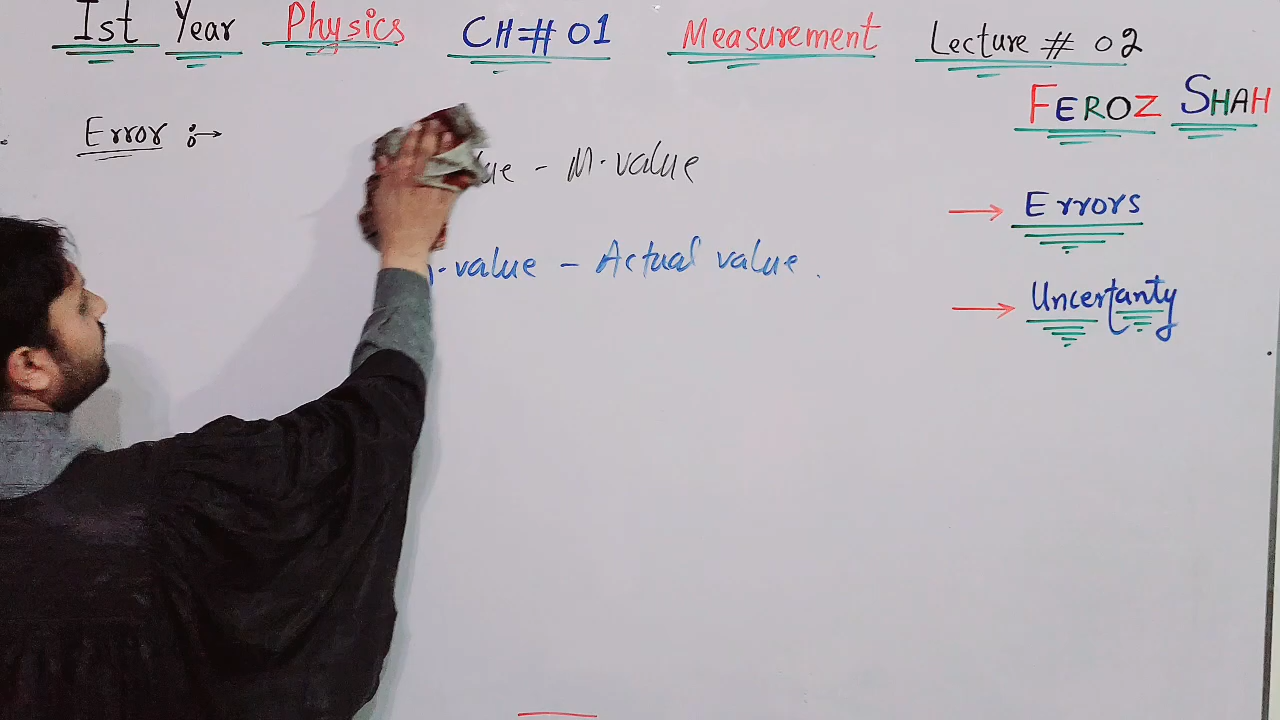 Ist Year Physics CH# 01 Measurement Lecture # 02
FEROZ SHAH
Error :→
- M.value
.value - Actual value.
→ Errors
→ Uncertanty